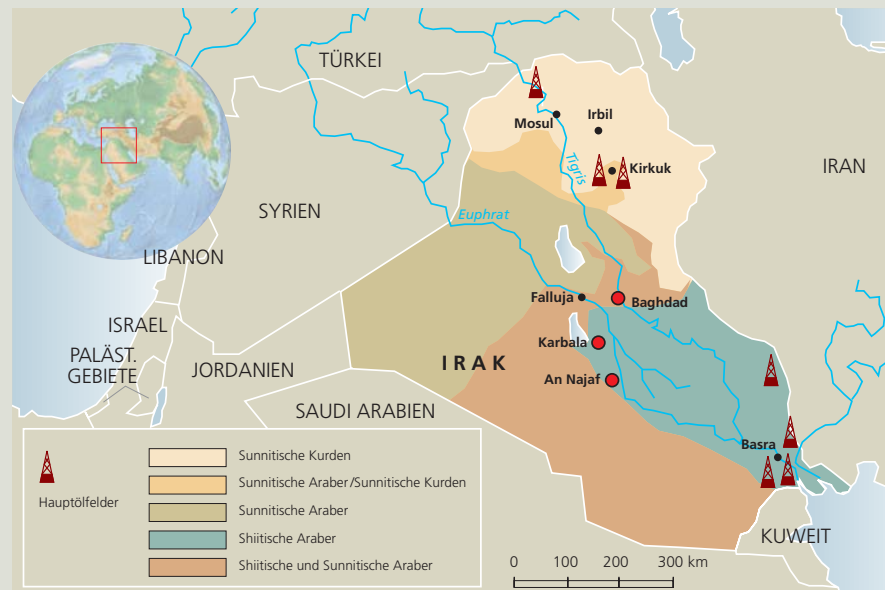 TÜRKEI
Mosul
Irbil
Kirkuk
Tigris
IRAN
SYRIEN
Euphrat
LIBANON
Falluja
Baghdad
ISRAEL
Karbala
PALÄST.
GEBIETE
JORDANIEN
IRAK
An Najaf
SAUDI ARABIEN
Basra
KUWEIT
Hauptölfelder
Sunnitische Kurden
Sunnitische Araber/Sunnitische Kurden
Sunnitische Araber
Shiitische Araber
Shiitische und Sunnitische Araber
0 100 200 300 km